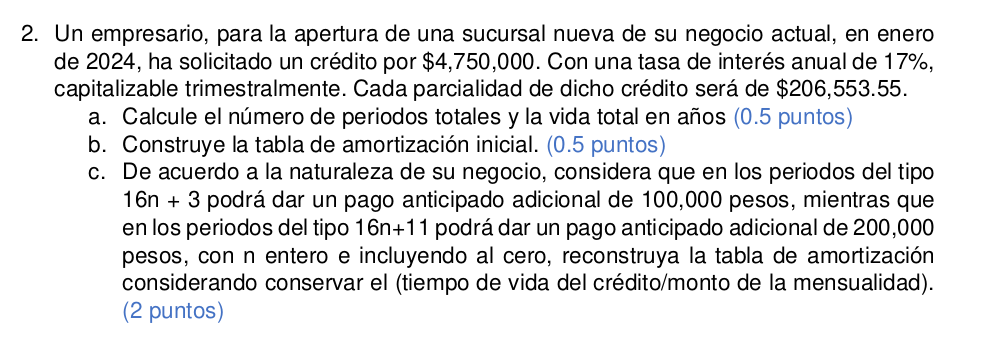 2. Un empresario, para la apertura de una sucursal nueva de su negocio actual, en enero
de 2024, ha solicitado un crédito por $4,750,000. Con una tasa de interés anual de 17%,
capitalizable trimestralmente. Cada parcialidad de dicho crédito será de $206,553.55.
a. Calcule el número de periodos totales y la vida total en años (0.5 puntos)
b. Construye la tabla de amortización inicial. (0.5 puntos)
c. De acuerdo a la naturaleza de su negocio, considera que en los periodos del tipo
16n + 3 podrá dar un pago anticipado adicional de 100,000 pesos, mientras que
en los periodos del tipo 16n+11 podrá dar un pago anticipado adicional de 200,000
pesos, con n entero e incluyendo al cero, reconstruya la tabla de amortización
considerando conservar el (tiempo de vida del crédito/monto de la mensualidad).
(2 puntos)